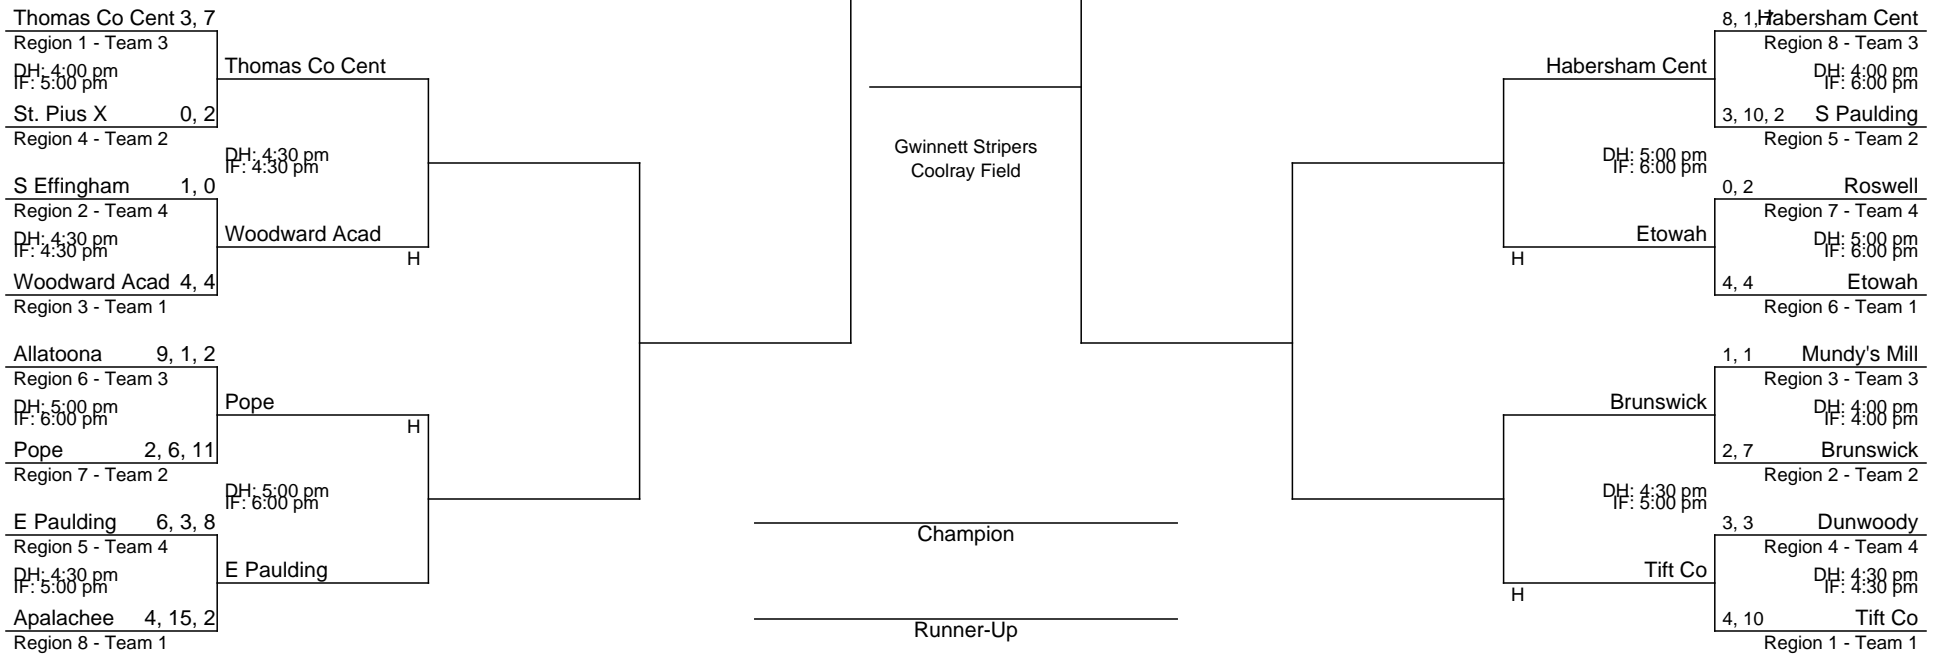 Thomas Co Cent 3, 7
Region 1 - Team 3
DH: 4:00 pm
IF: 5:00 pm
St. Pius X 0, 2
Region 4 - Team 2
S Effingham 1, 0
Region 2 - Team 4
DH: 4:30 pm
IF: 4:30 pm
Woodward Acad 4, 4
Region 3 - Team 1
Allatoona 9, 1, 2
Region 6 - Team 3
DH: 5:00 pm
IF: 6:00 pm
Pope 2, 6, 11
Region 7 - Team 2
E Paulding 6, 3, 8
Region 5 - Team 4
DH: 4:30 pm
IF: 5:00 pm
Apalachee 4, 15, 2
Region 8 - Team 1
Thomas Co Cent
DH: 4:30 pm
IF: 4:30 pm
Woodward Acad
H
Pope
H
DH: 5:00 pm
IF: 6:00 pm
E Paulding
Gwinnett Stripers
Coolray Field
Champion
Runner-Up
Habersham Cent
DH: 5:00 pm
IF: 6:00 pm
Etowah
H
Brunswick
DH: 4:30 pm
IF: 5:00 pm
Tift Co
H
8, 1, 7 Habersham Cent
Region 8 - Team 3
DH: 4:00 pm
IF: 6:00 pm
3, 10, 2 S Paulding
Region 5 - Team 2
0, 2 Roswell
Region 7 - Team 4
DH: 5:00 pm
IF: 6:00 pm
4, 4 Etowah
Region 6 - Team 1
1, 1 Mundy's Mill
Region 3 - Team 3
DH: 4:00 pm
IF: 4:00 pm
2, 7 Brunswick
Region 2 - Team 2
3, 3 Dunwoody
Region 4 - Team 4
DH: 4:30 pm
IF: 4:30 pm
4, 10 Tift Co
Region 1 - Team 1